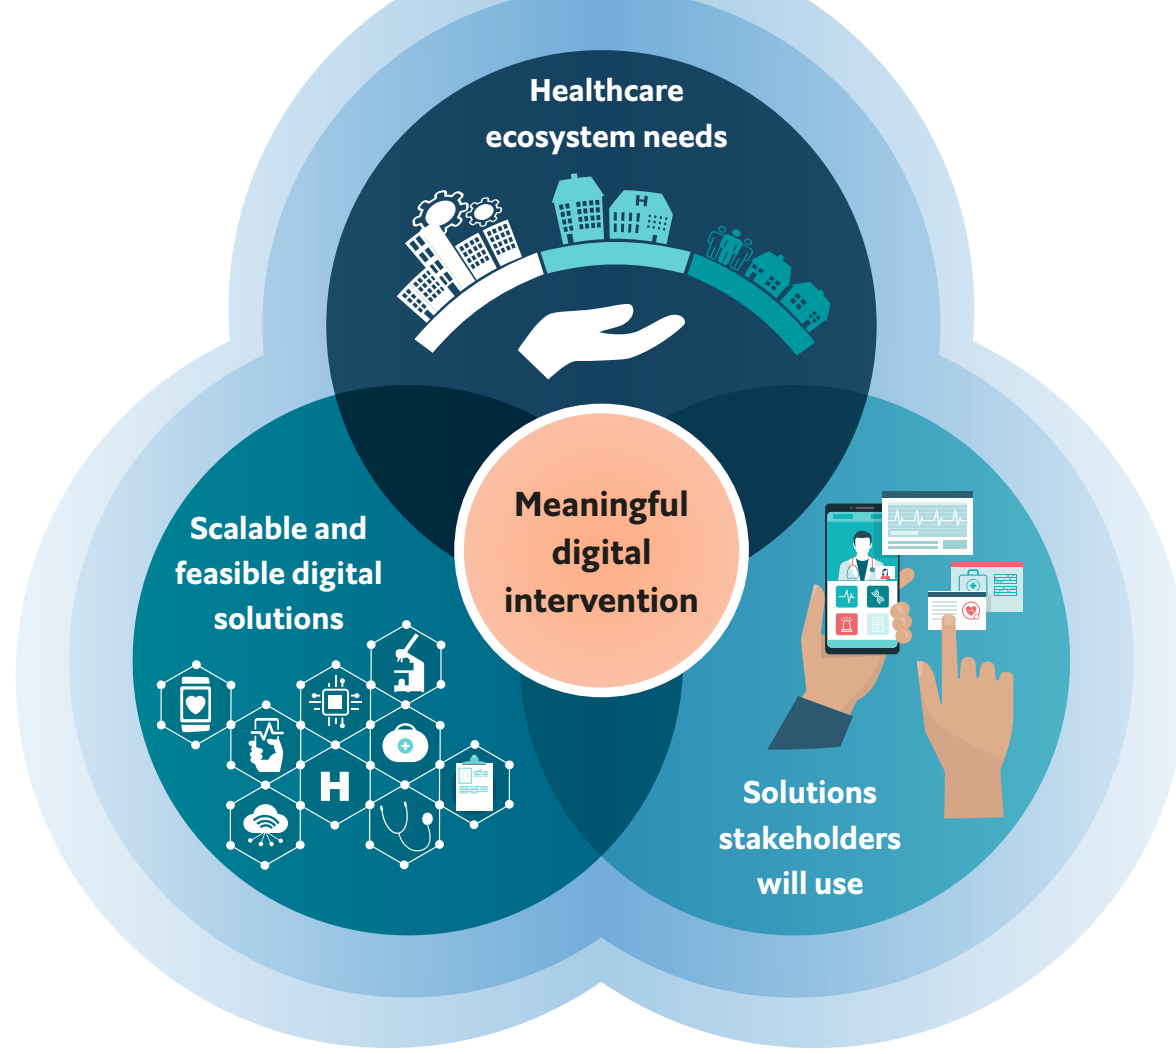 Healthcare
ecosystem needs
H
Meaningful
digital
intervention
Scalable and
feasible digital
solutions
H
Solutions
stakeholders
will use